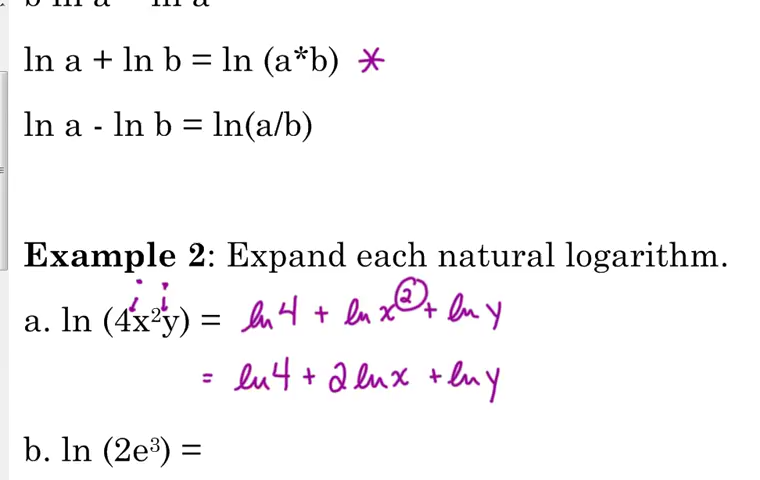 ln a + ln b = ln (a*b) *
ln a - ln b = ln(a/b)
Example 2: Expand each natural logarithm.
a. ln (4x²y) = ln 4 + ln x² + ln y
= ln 4 + 2 ln x + ln y
b. ln (2e³) =